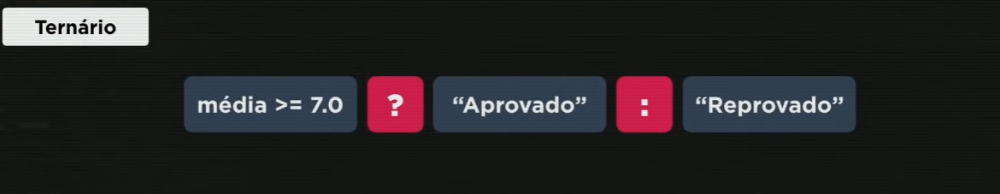 Ternário
média >= 7.0 ? “Aprovado” : “Reprovado”